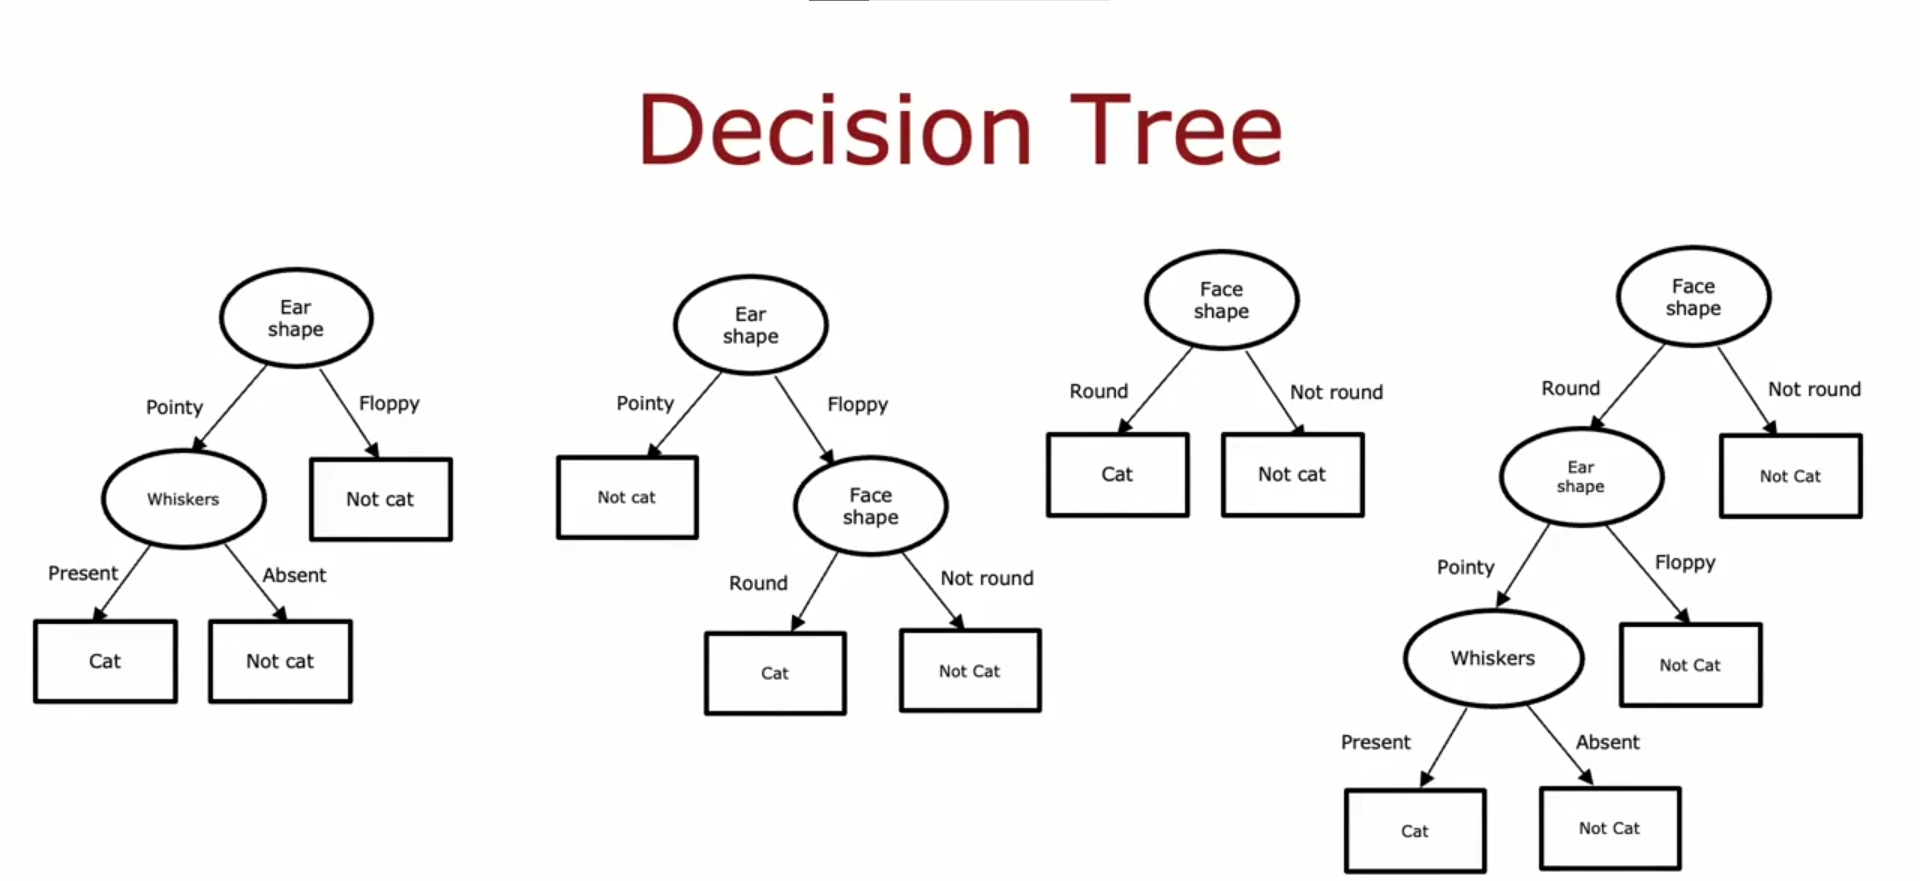 Decision Tree
Ear
shape
Pointy
Floppy
Whiskers
Not cat
Present
Absent
Cat
Not cat
Ear
shape
Pointy
Floppy
Not cat
Face
shape
Round
Not round
Cat
Not Cat
Face
shape
Round
Not round
Cat
Not cat
Face
shape
Round
Not round
Ear
shape
Not Cat
Pointy
Floppy
Whiskers
Not Cat
Present
Absent
Cat
Not Cat